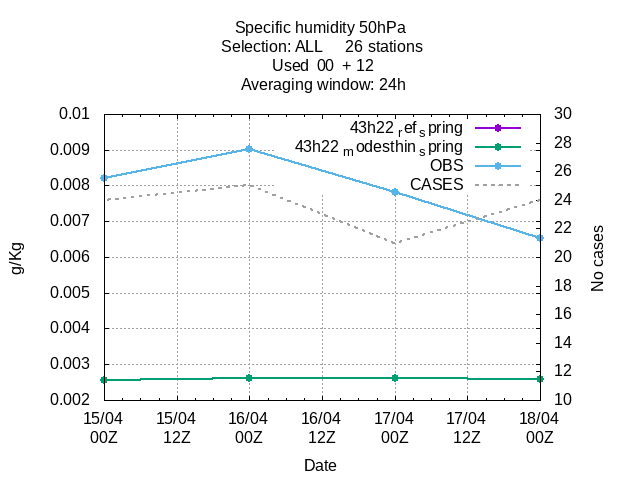 Specific humidity 50hPa
Selection: ALL     26 stations
Used  00  + 12
Averaging window: 24h
43h22 ref spring
43h22 modesthin spring
OBS
CASES
0.01
0.009
0.008
0.007
0.006
0.005
0.004
0.003
0.002
g/Kg
30
28
26
24
22
20
18
16
14
12
10
No cases
15/04 15/04 16/04 16/04 17/04 17/04 18/04
00Z 12Z 00Z 12Z 00Z 12Z 00Z
Date